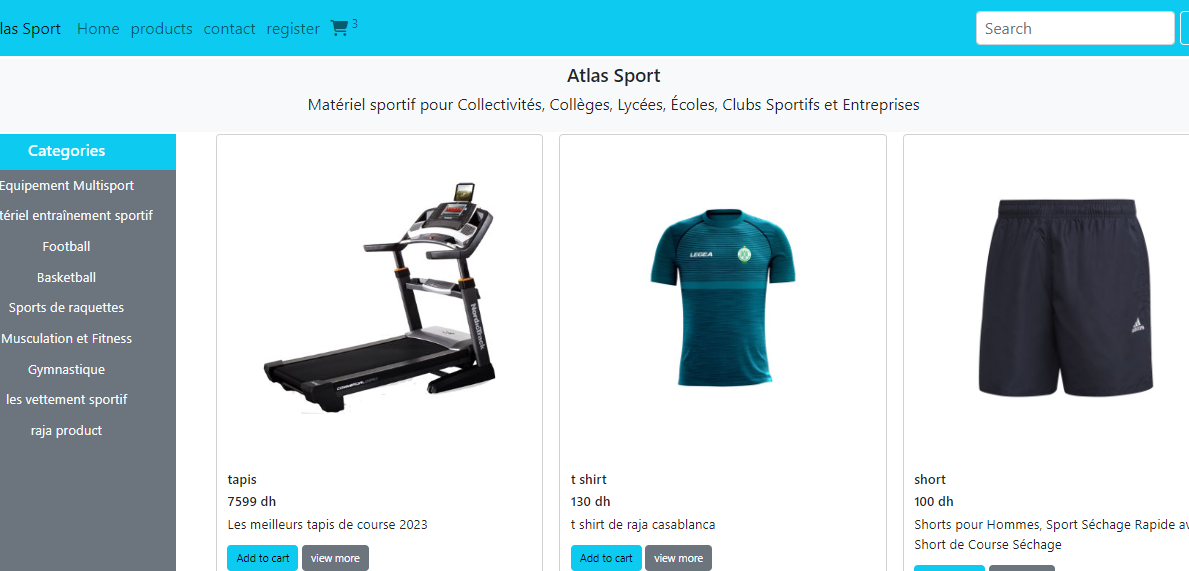 las Sport Home products contact register 3 Search
Atlas Sport
Matériel sportif pour Collectivités, Collèges, Lycées, Écoles, Clubs Sportifs et Entreprises
Categories
Equipement Multisport
tériel entraînement sportif
Football
Basketball
Sports de raquettes
Musculation et Fitness
Gymnastique
les vettement sportif
raja product
NordicTrack
tapis
7599 dh
Les meilleurs tapis de course 2023
Add to cart view more
LEGEA
t shirt
130 dh
t shirt de raja casablanca
Add to cart view more
adidas
short
100 dh
Shorts pour Hommes, Sport Séchage Rapide av
Short de Course Séchage